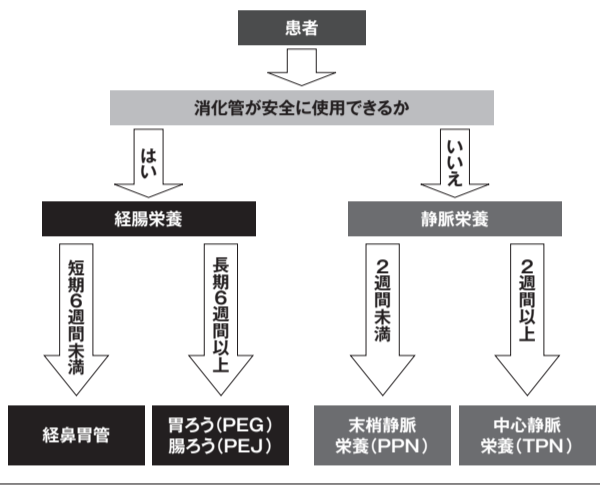 患者
消化管が安全に使用できるか
はい
いいえ
経腸栄養
静脈栄養
短期6週間未満
長期6週間以上
2週間未満
2週間以上
経鼻胃管
胃ろう(PEG)
腸ろう(PEJ)
末梢静脈
栄養(PPN)
中心静脈
栄養(TPN)